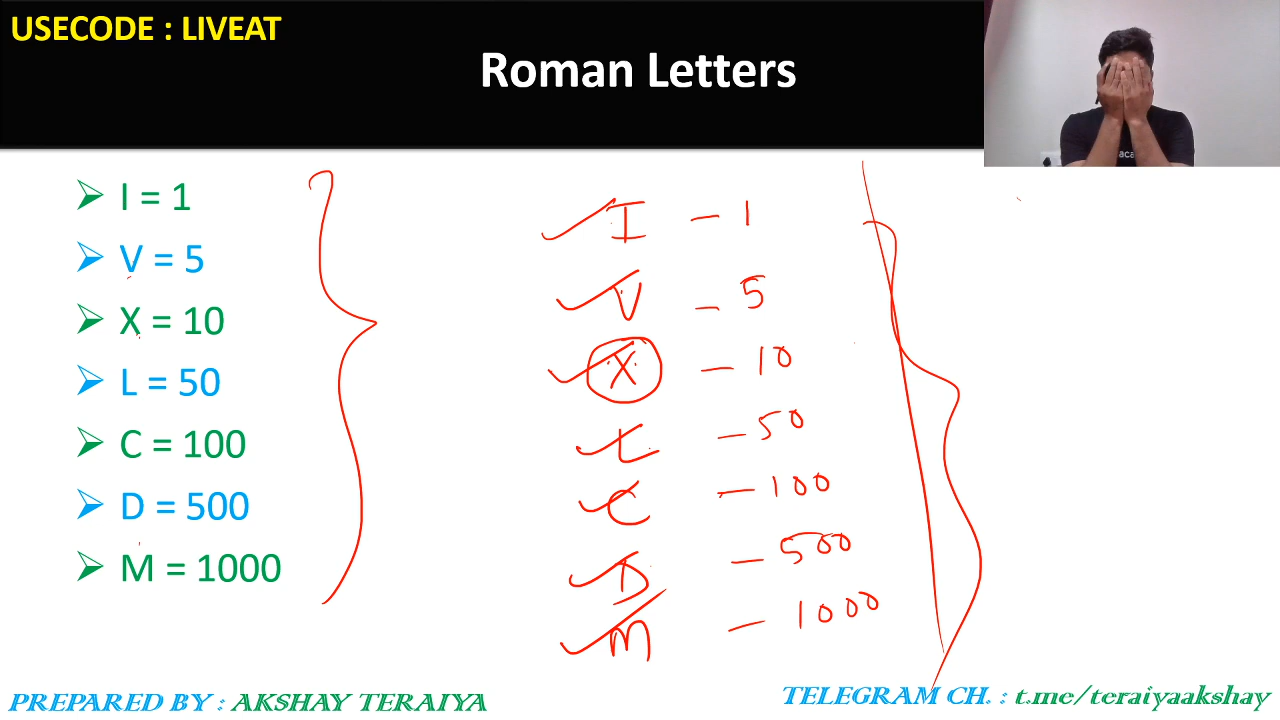 USECODE : LIVEAT
Roman Letters
aca
I = 1
V = 5
X = 10
L = 50
C = 100
D = 500
M = 1000
I – 1
V – 5
X – 10
L – 50
C – 100
D – 500
M – 1000
PREPARED BY : AKSHAY TERAIYA
TELEGRAM CH. : t.me/teraiyaakshay